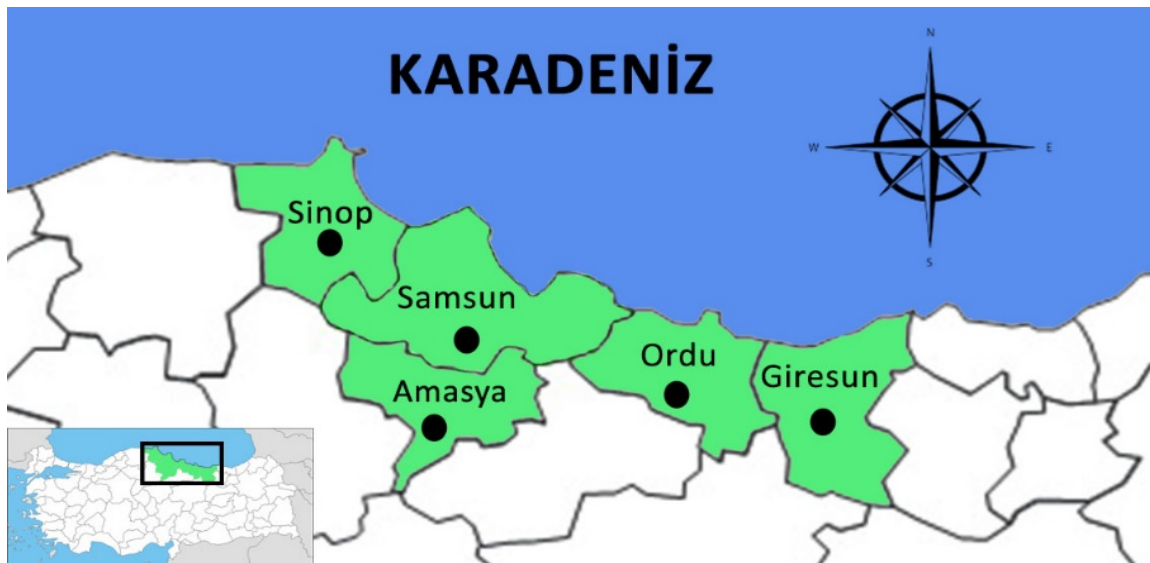 KARADENİZ
N
W
E
S
Sinop
Samsun
Ordu
Giresun
Amasya